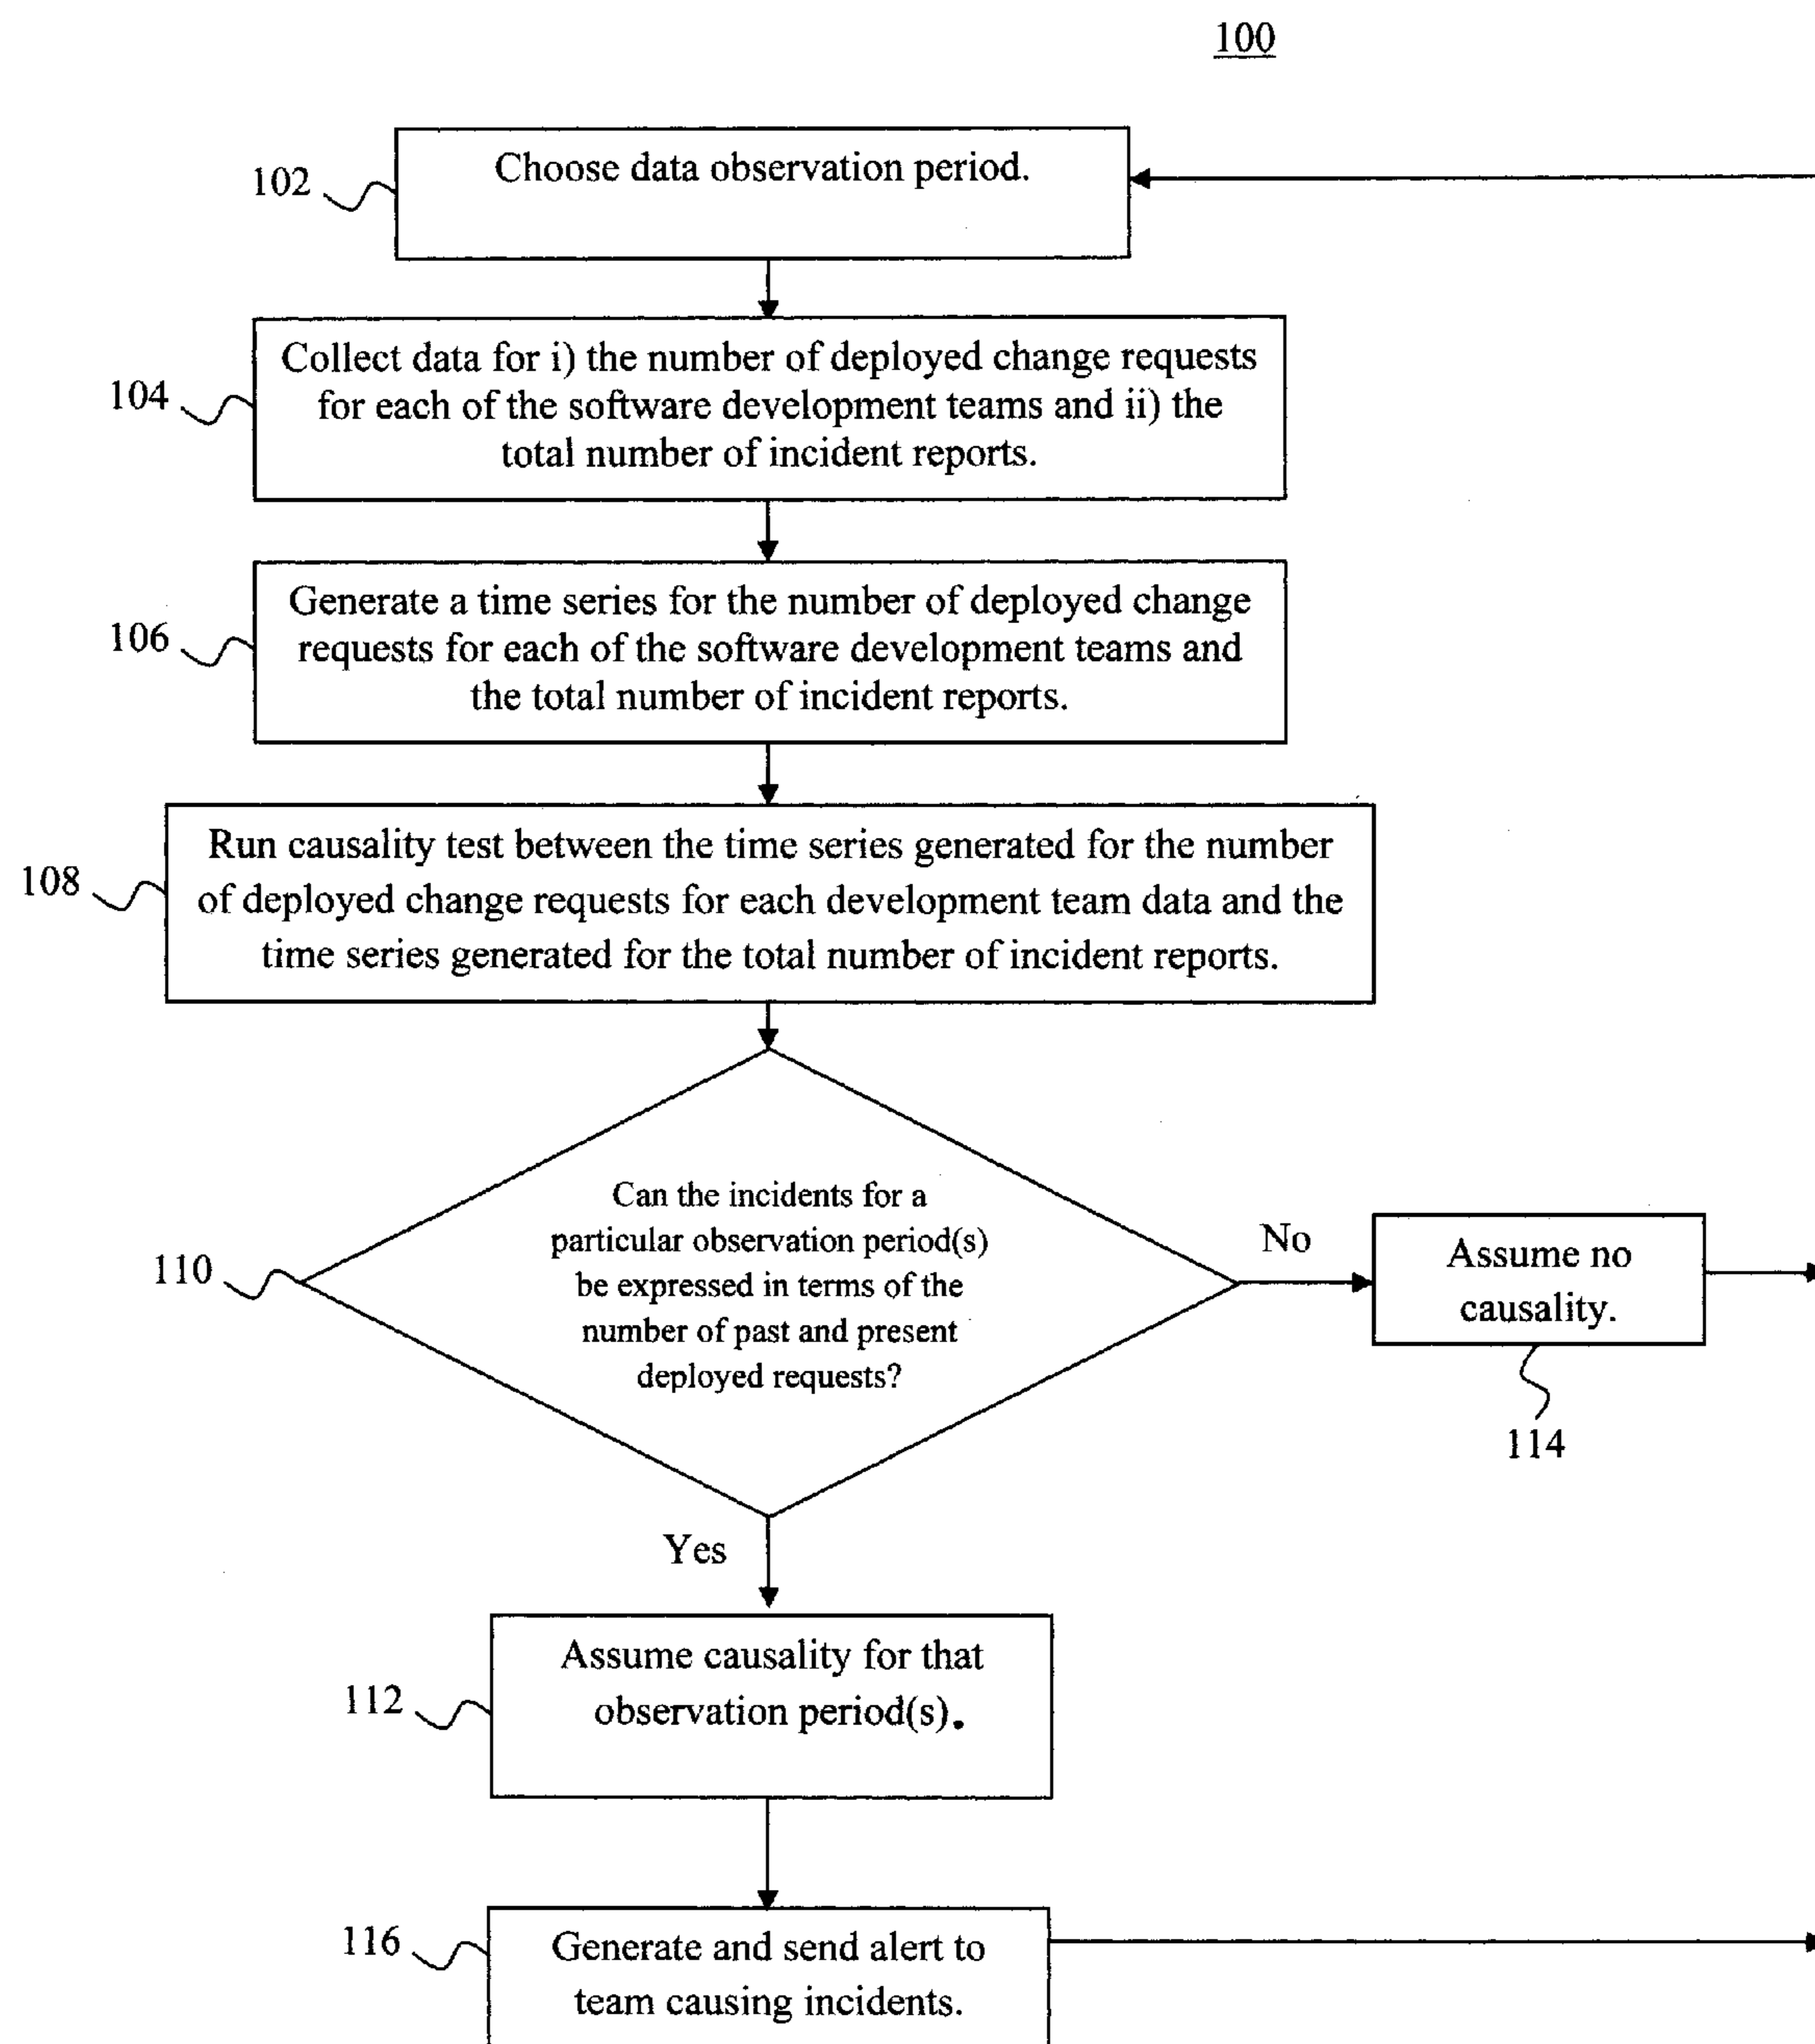 100
102
Choose data observation period.
104
Collect data for i) the number of deployed change requests
for each of the software development teams and ii) the
total number of incident reports.
106
Generate a time series for the number of deployed change
requests for each of the software development teams and
the total number of incident reports.
108
Run causality test between the time series generated for the number
of deployed change requests for each development team data and the
time series generated for the total number of incident reports.
110
Can the incidents for a
particular observation period(s)
be expressed in terms of the
number of past and present
deployed requests?
No
Assume no
causality.
114
Yes
112
Assume causality for that
observation period(s).
116
Generate and send alert to
team causing incidents.